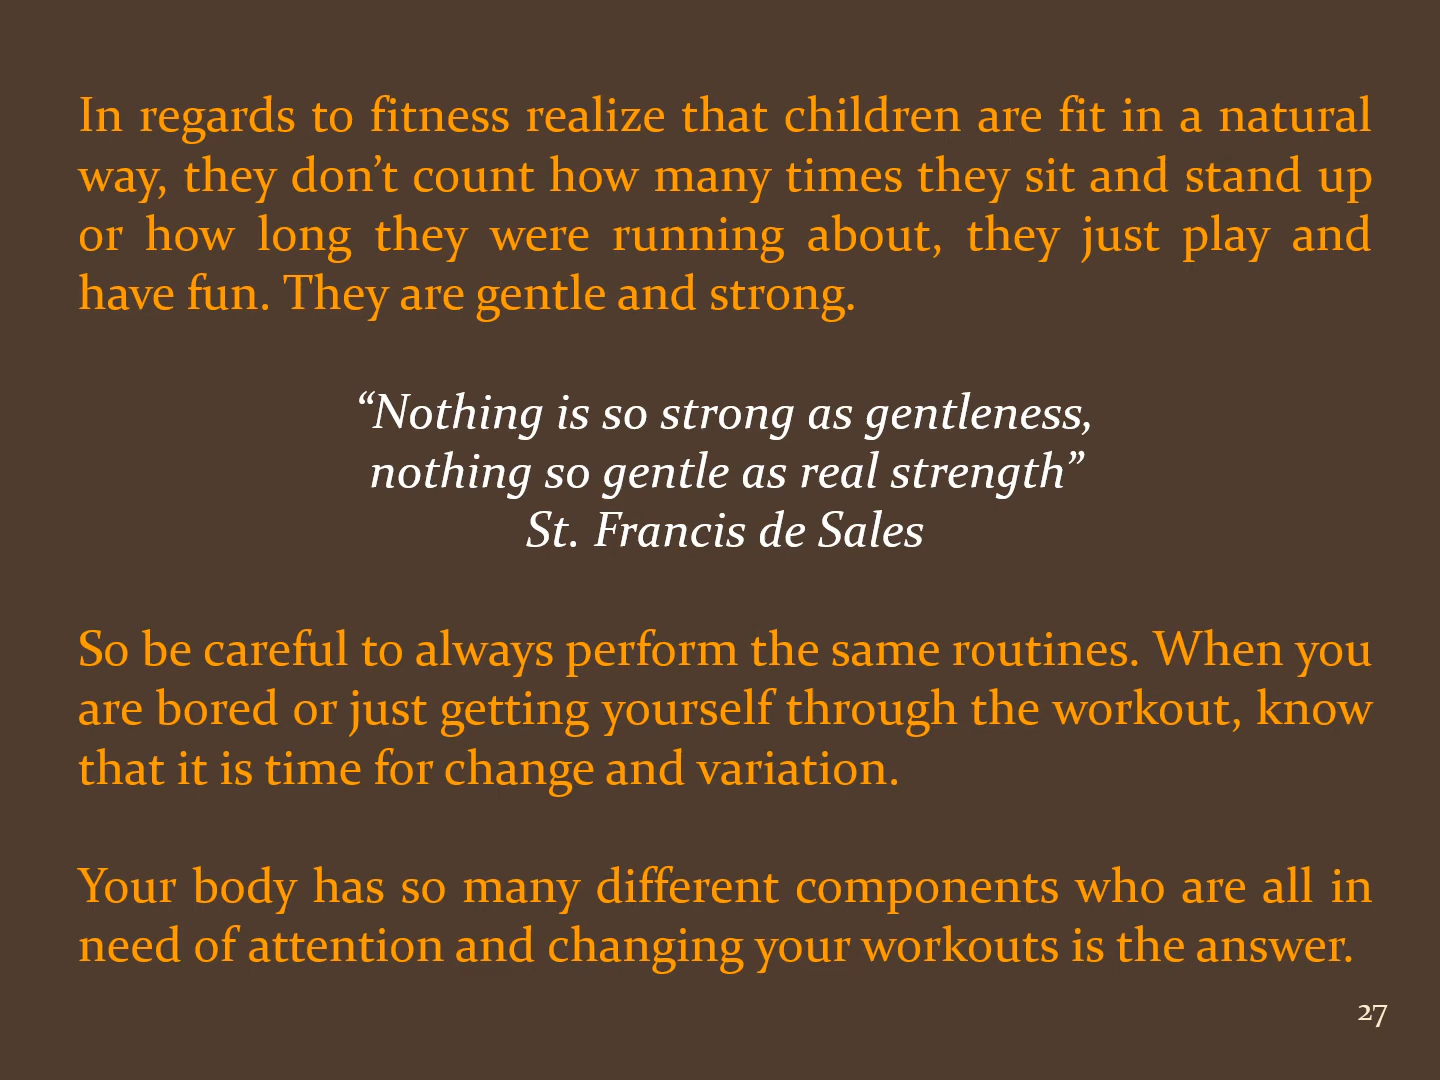 In regards to fitness realize that children are fit in a natural
way, they don’t count how many times they sit and stand up
or how long they were running about, they just play and
have fun. They are gentle and strong.
“Nothing is so strong as gentleness,
nothing so gentle as real strength”
St. Francis de Sales
So be careful to always perform the same routines. When you
are bored or just getting yourself through the workout, know
that it is time for change and variation.
Your body has so many different components who are all in
need of attention and changing your workouts is the answer.
27